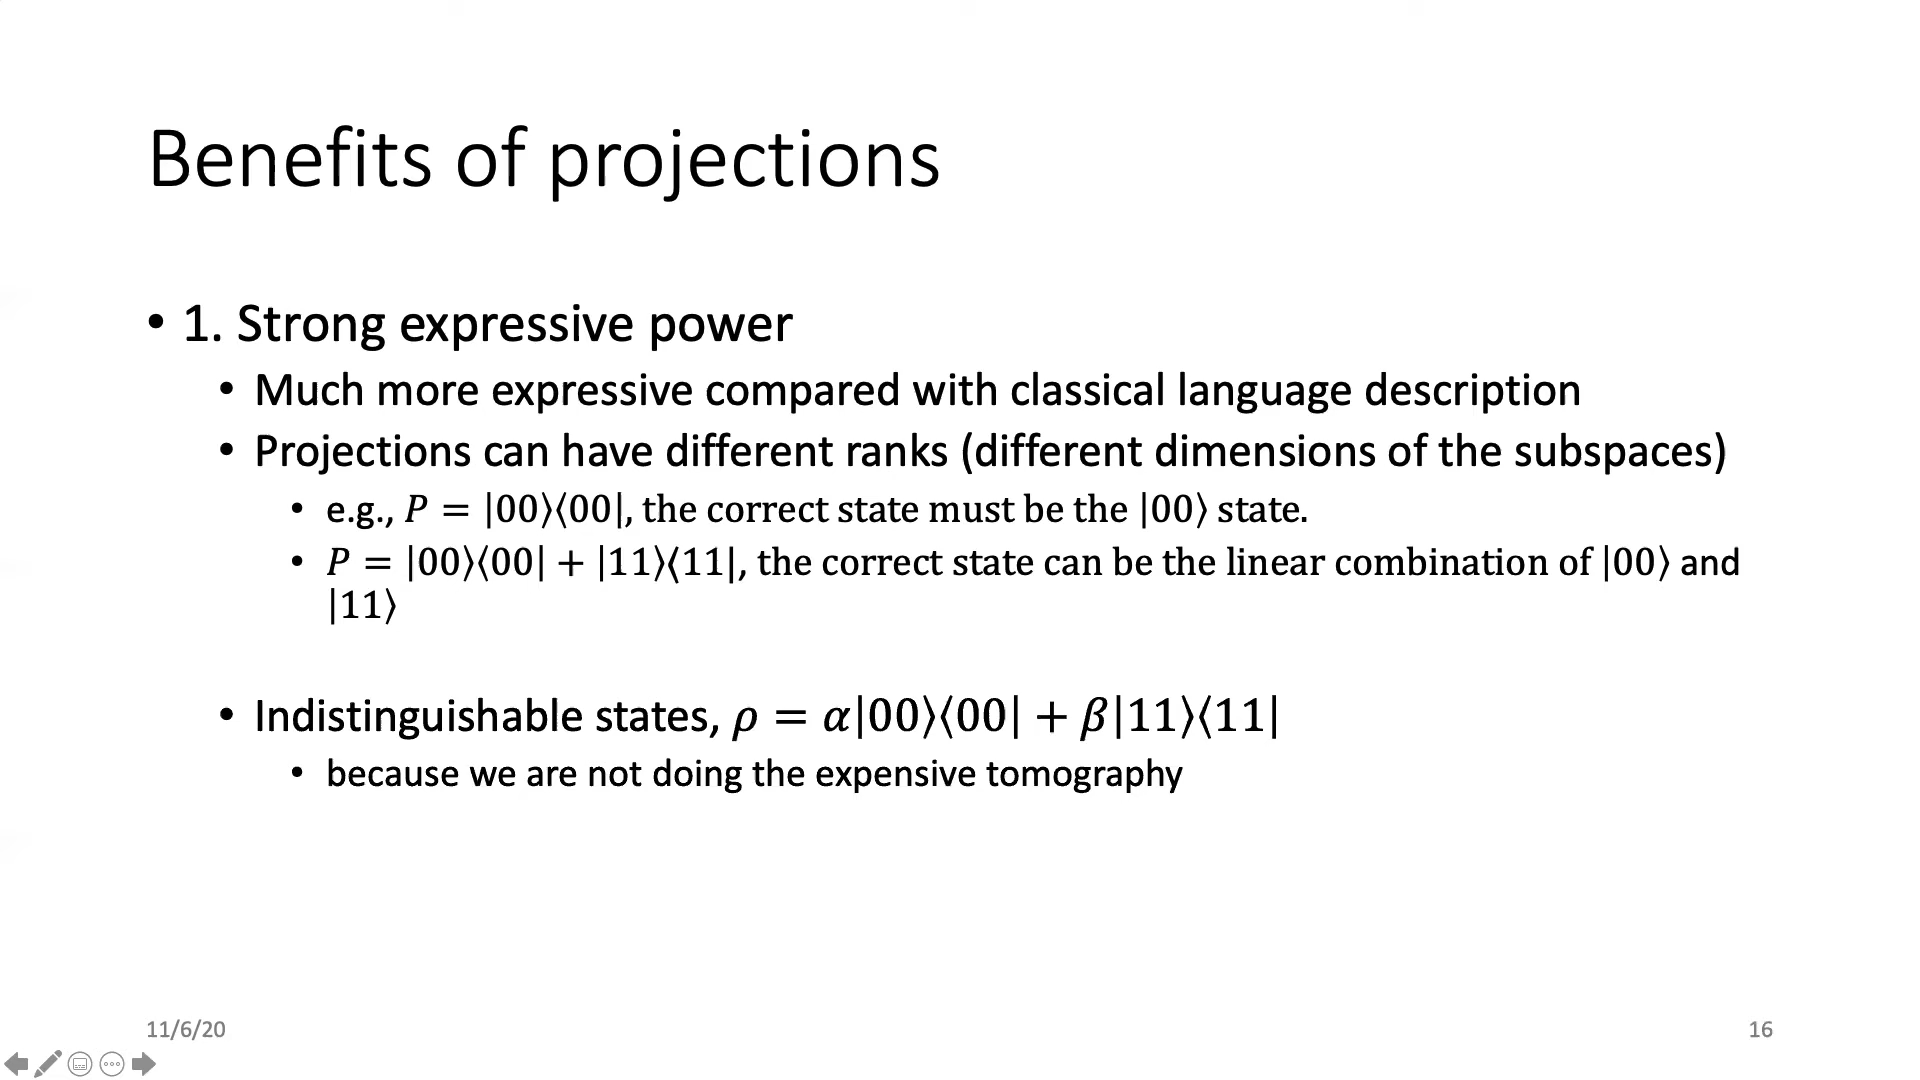 Benefits of projections
• 1. Strong expressive power
• Much more expressive compared with classical language description
• Projections can have different ranks (different dimensions of the subspaces)
• e.g., 𝑃 = |00⟩⟨00|, the correct state must be the |00⟩ state.
• 𝑃 = |00⟩⟨00| + |11⟩⟨11|, the correct state can be the linear combination of |00⟩ and
|11⟩
• Indistinguishable states, 𝜌 = 𝛼|00⟩⟨00| + 𝛽|11⟩⟨11|
• because we are not doing the expensive tomography
11/6/20
16